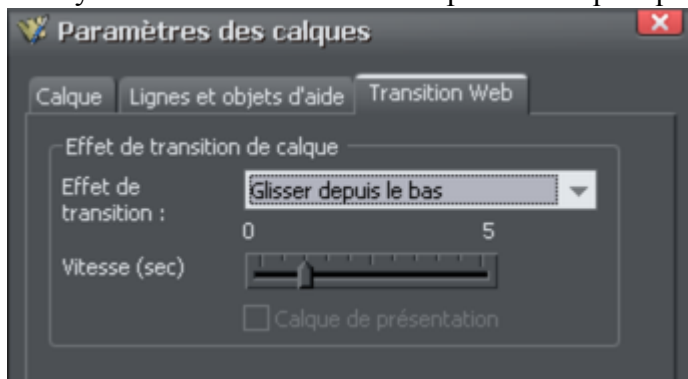 Paramètres des calques
Calque Lignes et objets d'aide Transition Web
Effet de transition de calque
Effet de transition :
Glisser depuis le bas
0 5
Vitesse (sec)
Calque de présentation